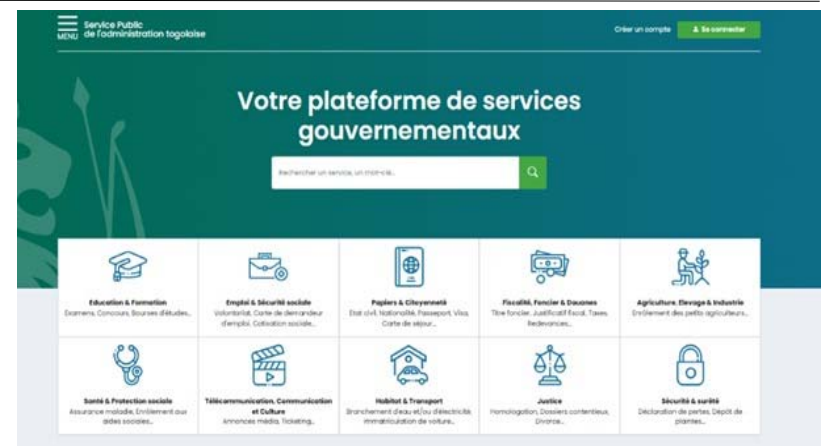 Service Public
MENU de l'administration togolaise
Créer un compte Se connecter
Votre plateforme de services
gouvernementaux
Rechercher un service, un mot-clé...
Education & Formation
Examens, Concours, Bourses d'études...
Emploi & Sécurité sociale
Volontariat, Carte de demandeur
d'emploi, Cotisation sociale...
Papiers & Citoyenneté
Etat civil, Nationalité, Passeport, Visa,
Carte de séjour...
Fiscalité, Foncier & Douanes
Titre foncier, Justificatif fiscal, Taxes,
Redevances...
Agriculture, Elevage & Industrie
Enrôlement des petits agriculteurs...
Santé & Protection sociale
Assurance maladie, Enrôlement aux
aides sociales...
Télécommunication, Communication
et Culture
Annonces média, Ticketing...
Habitat & Transport
Branchement d'eau et/ou d'électricité,
Immatriculation de voiture...
Justice
Homologation, Dossiers contentieux,
Divorce...
Sécurité & sureté
Déclaration de pertes, Dépôt de
plaintes...